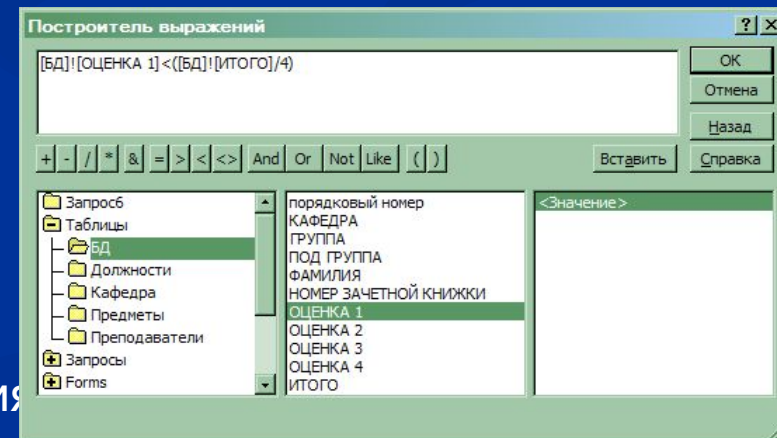 Построитель выражений
[БД]![ОЦЕНКА 1]<([БД]![ИТОГО]/4)
ОК
Отмена
Назад
+ - / * & = > < <> And Or Not Like ( )
Вставить
Справка
Запрос6
Таблицы
БД
Должности
Кафедра
Предметы
Преподаватели
Запросы
Forms
порядковый номер
КАФЕДРА
ГРУППА
ПОД ГРУППА
ФАМИЛИЯ
НОМЕР ЗАЧЕТНОЙ КНИЖКИ
ОЦЕНКА 1
ОЦЕНКА 2
ОЦЕНКА 3
ОЦЕНКА 4
ИТОГО
<Значение>